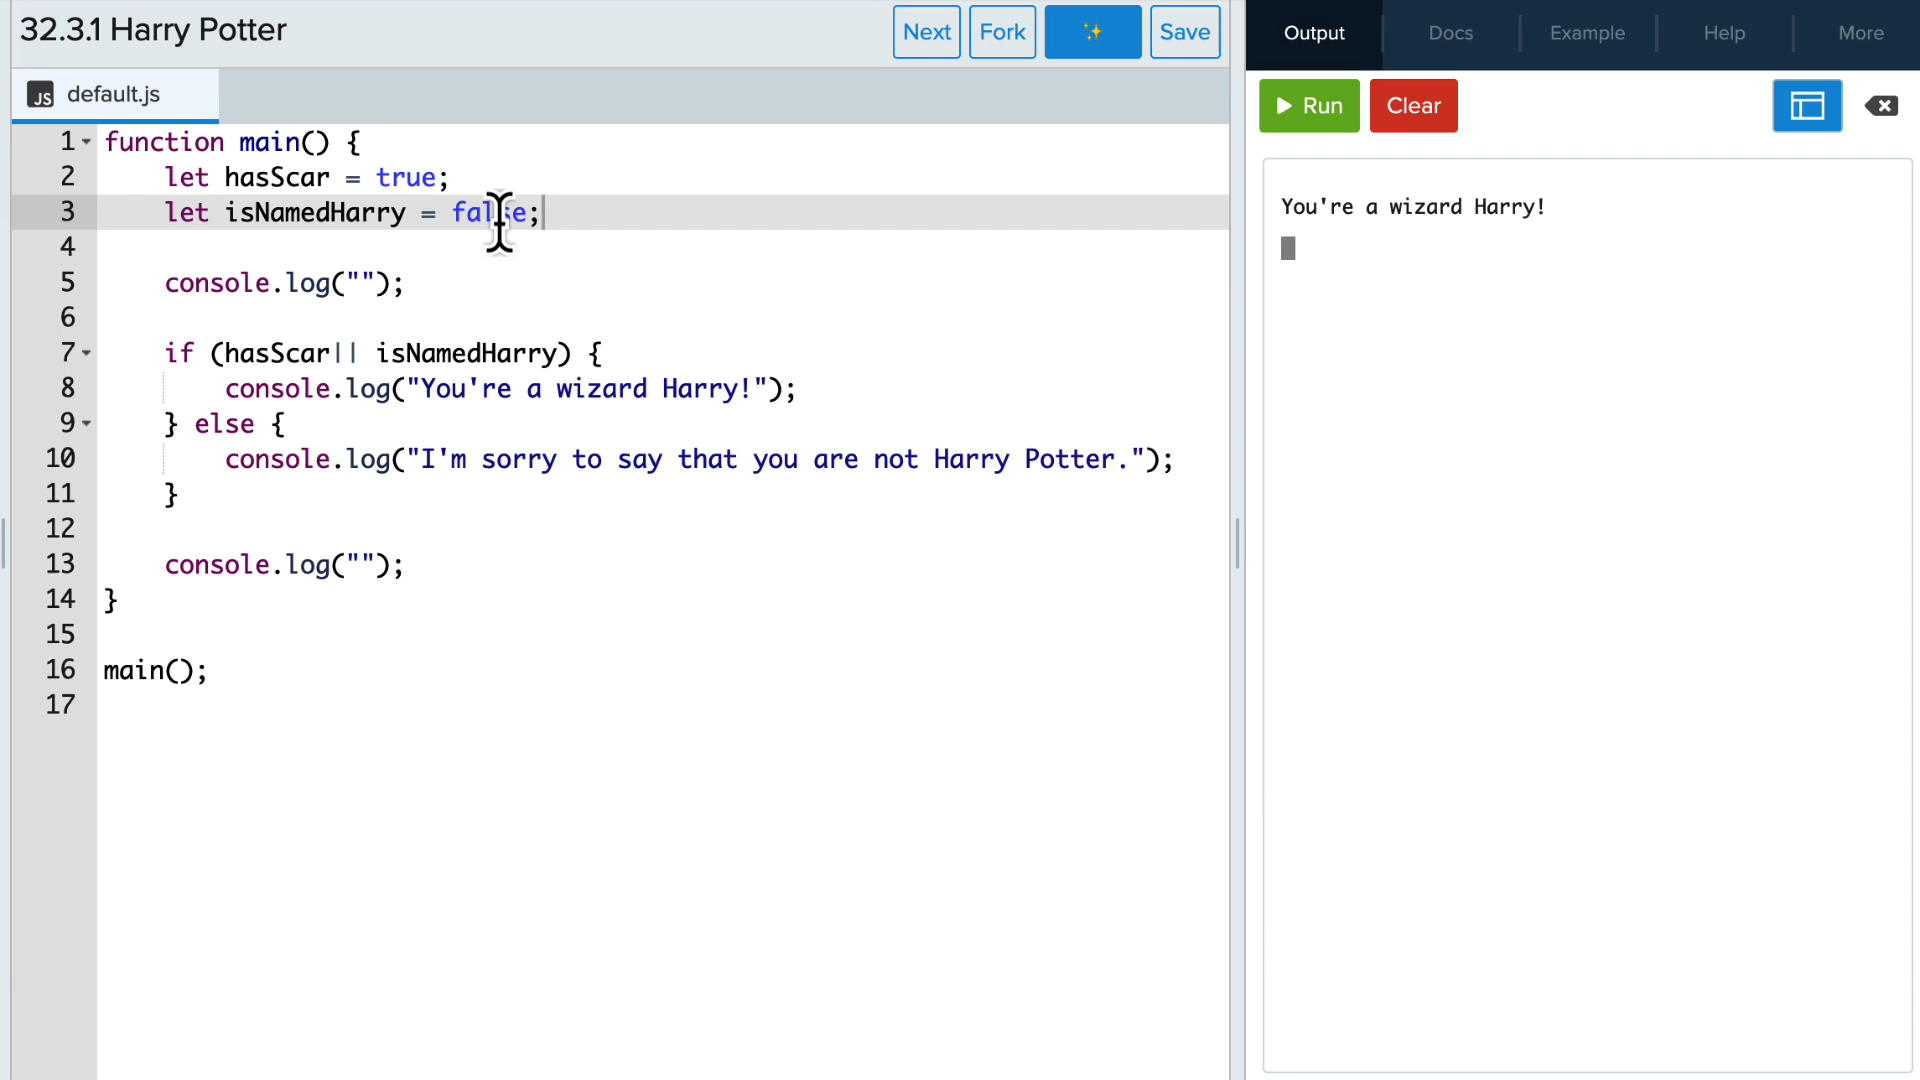 32.3.1 Harry Potter
Next
Fork
Save
Output
Docs
Example
Help
More
JS default.js
Run
Clear
1 function main() {
2     let hasScar = true;
3     let isNamedHarry = false;
4
5     console.log("");
6
7     if (hasScar|| isNamedHarry) {
8         console.log("You're a wizard Harry!");
9     } else {
10         console.log("I'm sorry to say that you are not Harry Potter.");
11     }
12
13     console.log("");
14 }
15
16 main();
17
You're a wizard Harry!